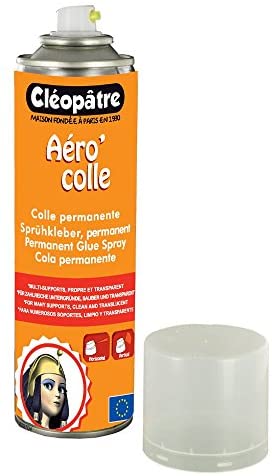 Cléopâtre
MAISON FONDÉE À PARIS EN 1930
Aéro'
colle
Colle permanente
Sprühkleber, permanent
Permanent Glue Spray
Cola permanente
*MULTI-SUPPORTS, PROPRE ET TRANSPARENT
*FÜR ZAHLREICHE UNTERGRÜNDE, SAUBER UND TRANSPARENT
*FOR MANY SUPPORTS, CLEAN AND TRANSLUCENT
*PARA NUMEROSOS SOPORTES, LIMPIO Y TRANSPARENTE
Horizontal
Vertical